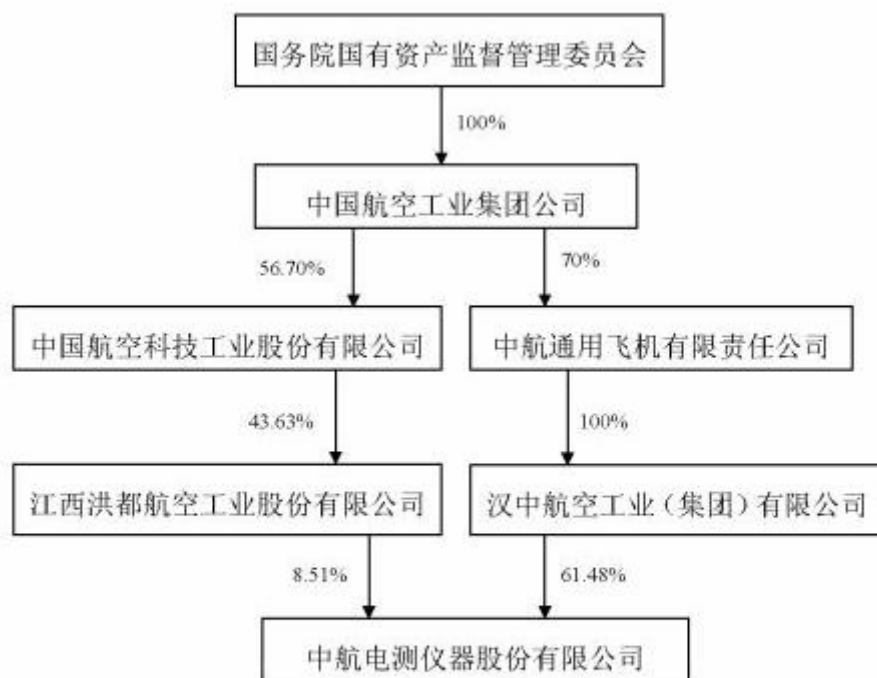 国务院国有资产监督管理委员会
100%
中国航空工业集团公司
56.70%
70%
中国航空科技工业股份有限公司
中航通用飞机有限责任公司
43.63%
100%
江西洪都航空工业股份有限公司
汉中航空工业（集团）有限公司
8.51%
61.48%
中航电测仪器股份有限公司